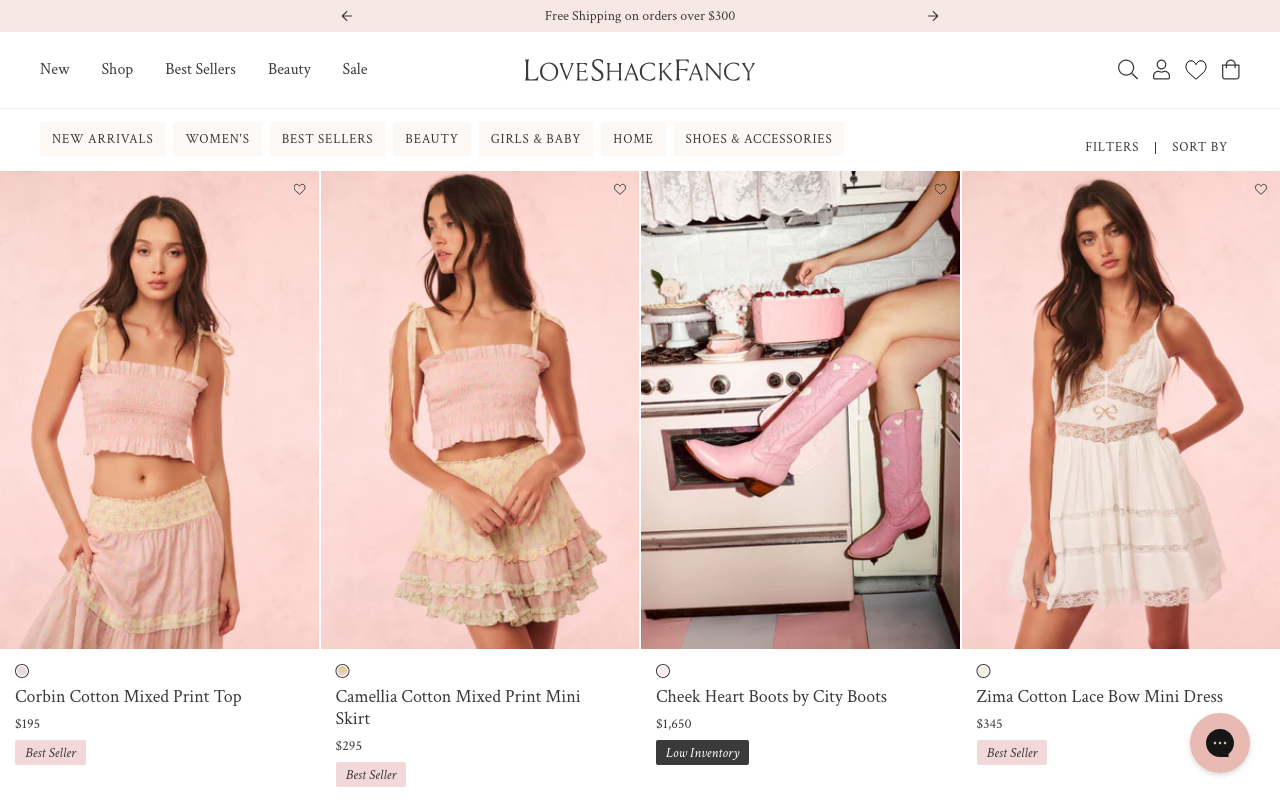 Free Shipping on orders over $300
New
Shop
Best Sellers
Beauty
Sale
LoveShackFancy
NEW ARRIVALS
WOMEN'S
BEST SELLERS
BEAUTY
GIRLS & BABY
HOME
SHOES & ACCESSORIES
FILTERS | SORT BY
Corbin Cotton Mixed Print Top
$195
Best Seller
Camellia Cotton Mixed Print Mini
Skirt
$295
Best Seller
Cheek Heart Boots by City Boots
$1,650
Low Inventory
Zima Cotton Lace Bow Mini Dress
$345
Best Seller